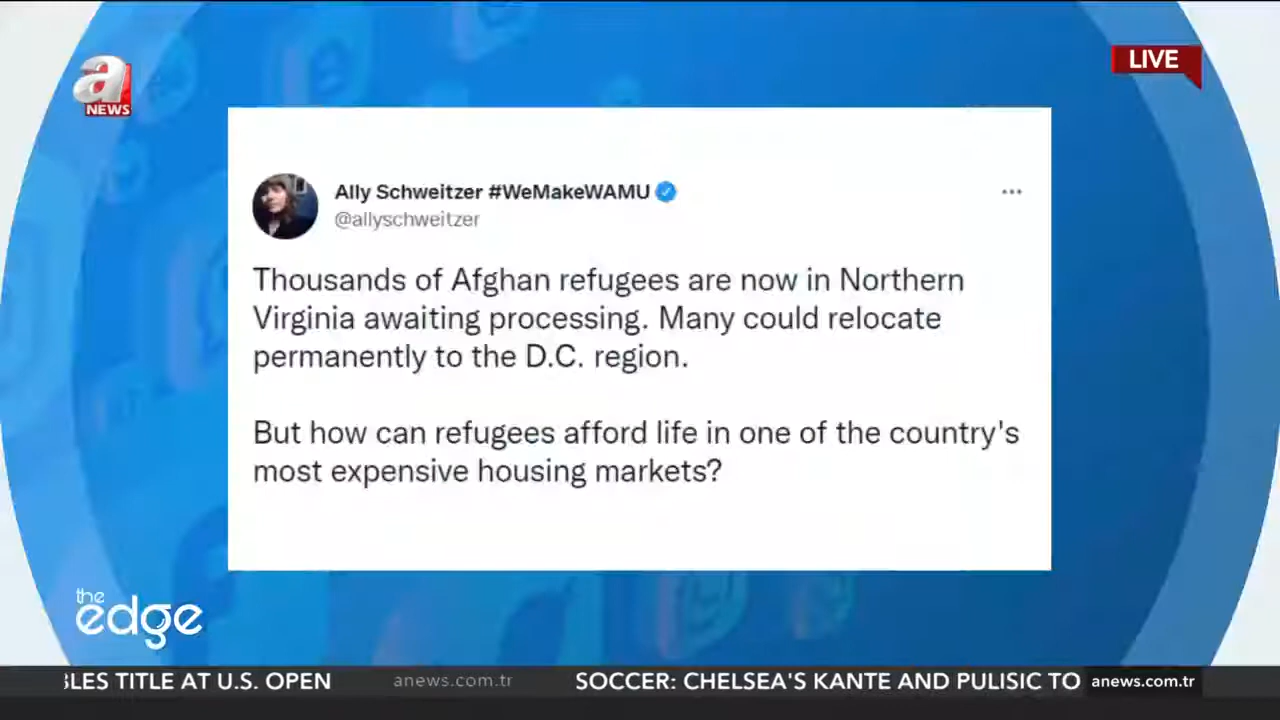 a
NEWS
LIVE
Ally Schweitzer #WeMakeWAMU
@allyschweitzer
Thousands of Afghan refugees are now in Northern
Virginia awaiting processing. Many could relocate
permanently to the D.C. region.
But how can refugees afford life in one of the country's
most expensive housing markets?
the
edge
LES TITLE AT U.S. OPEN anews.com.tr SOCCER: CHELSEA'S KANTE AND PULISIC TO anews.com.tr